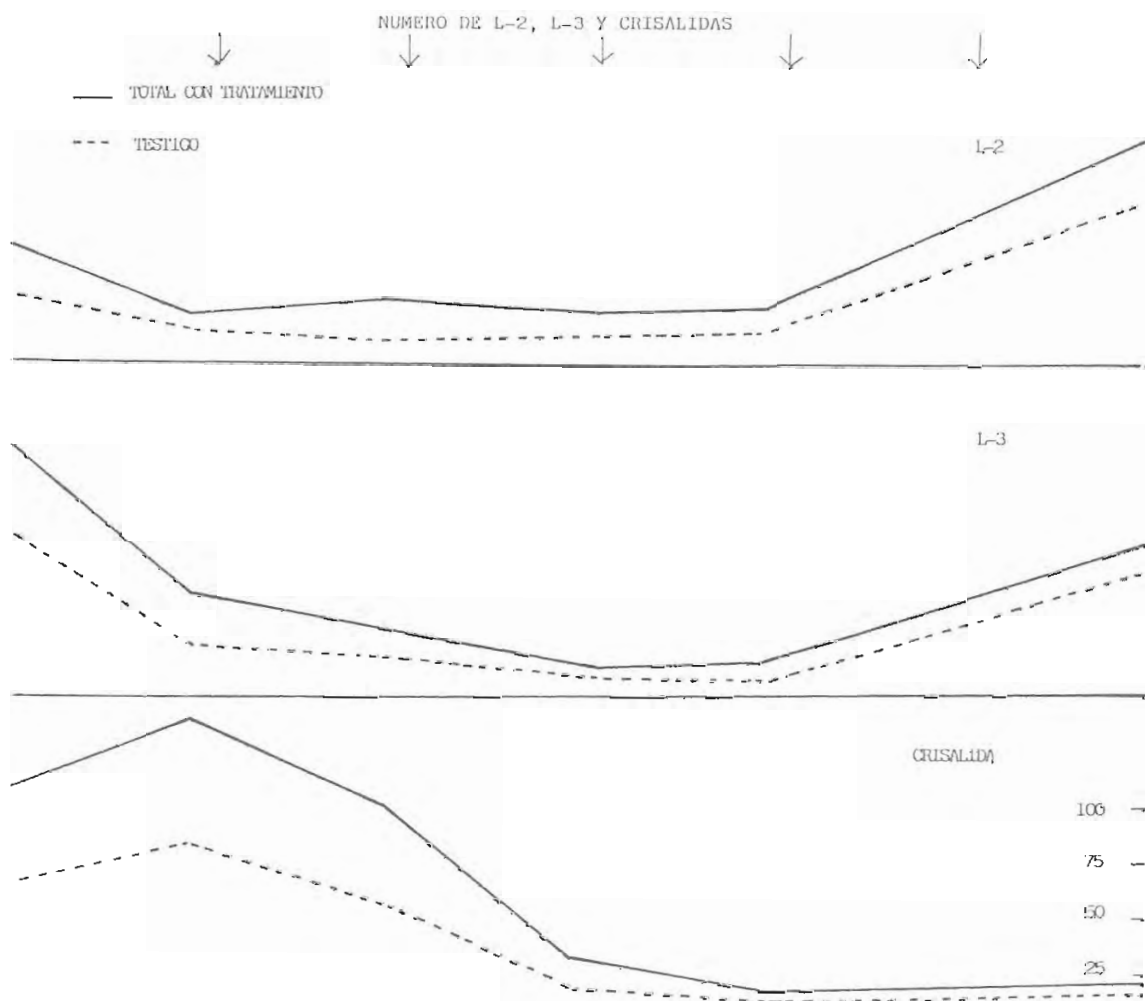 NUMERO DE L-2, L-3 Y CRISALIDAS
TOTAL CON TRATAMIENTO
TESTIGO
L-2
L-3
CRISALIDA
100
75
50
25